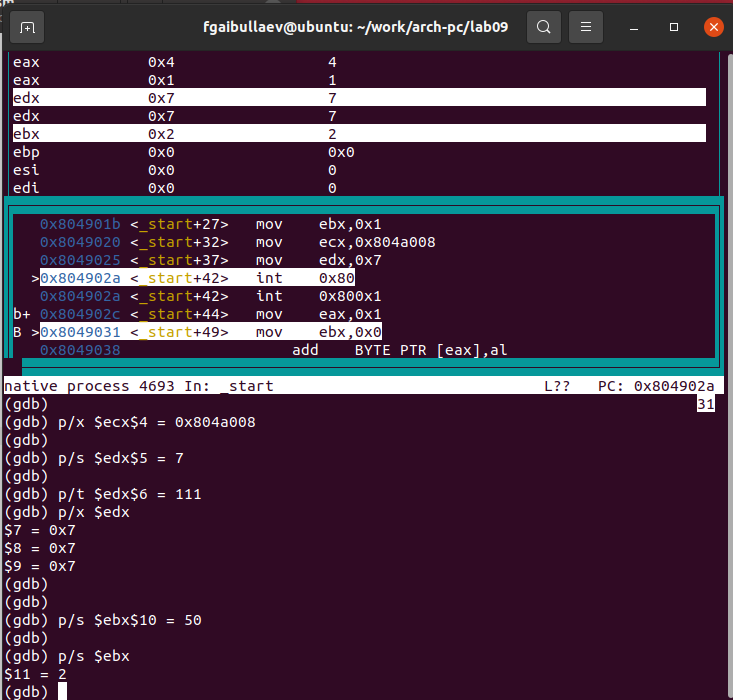 fgaibullaev@ubuntu: ~/work/arch-pc/lab09
eax 0x4 4
eax 0x1 1
edx 0x7 7
edx 0x7 7
ebx 0x2 2
ebp 0x0 0x0
esi 0x0 0
edi 0x0 0
0x804901b <_start+27> mov ebx,0x1
0x8049020 <_start+32> mov ecx,0x804a008
0x8049025 <_start+37> mov edx,0x7
>0x804902a <_start+42> int 0x80
0x804902a <_start+42> int 0x800x1
b+ 0x804902c <_start+44> mov eax,0x1
B >0x8049031 <_start+49> mov ebx,0x0
0x8049038 add BYTE PTR [eax],al
native process 4693 In: _start L?? PC: 0x804902a
(gdb) 31
(gdb) p/x $ecx$4 = 0x804a008
(gdb)
(gdb) p/s $edx$5 = 7
(gdb)
(gdb) p/t $edx$6 = 111
(gdb) p/x $edx
$7 = 0x7
$8 = 0x7
$9 = 0x7
(gdb)
(gdb)
(gdb) p/s $ebx$10 = 50
(gdb)
(gdb) p/s $ebx
$11 = 2
(gdb)